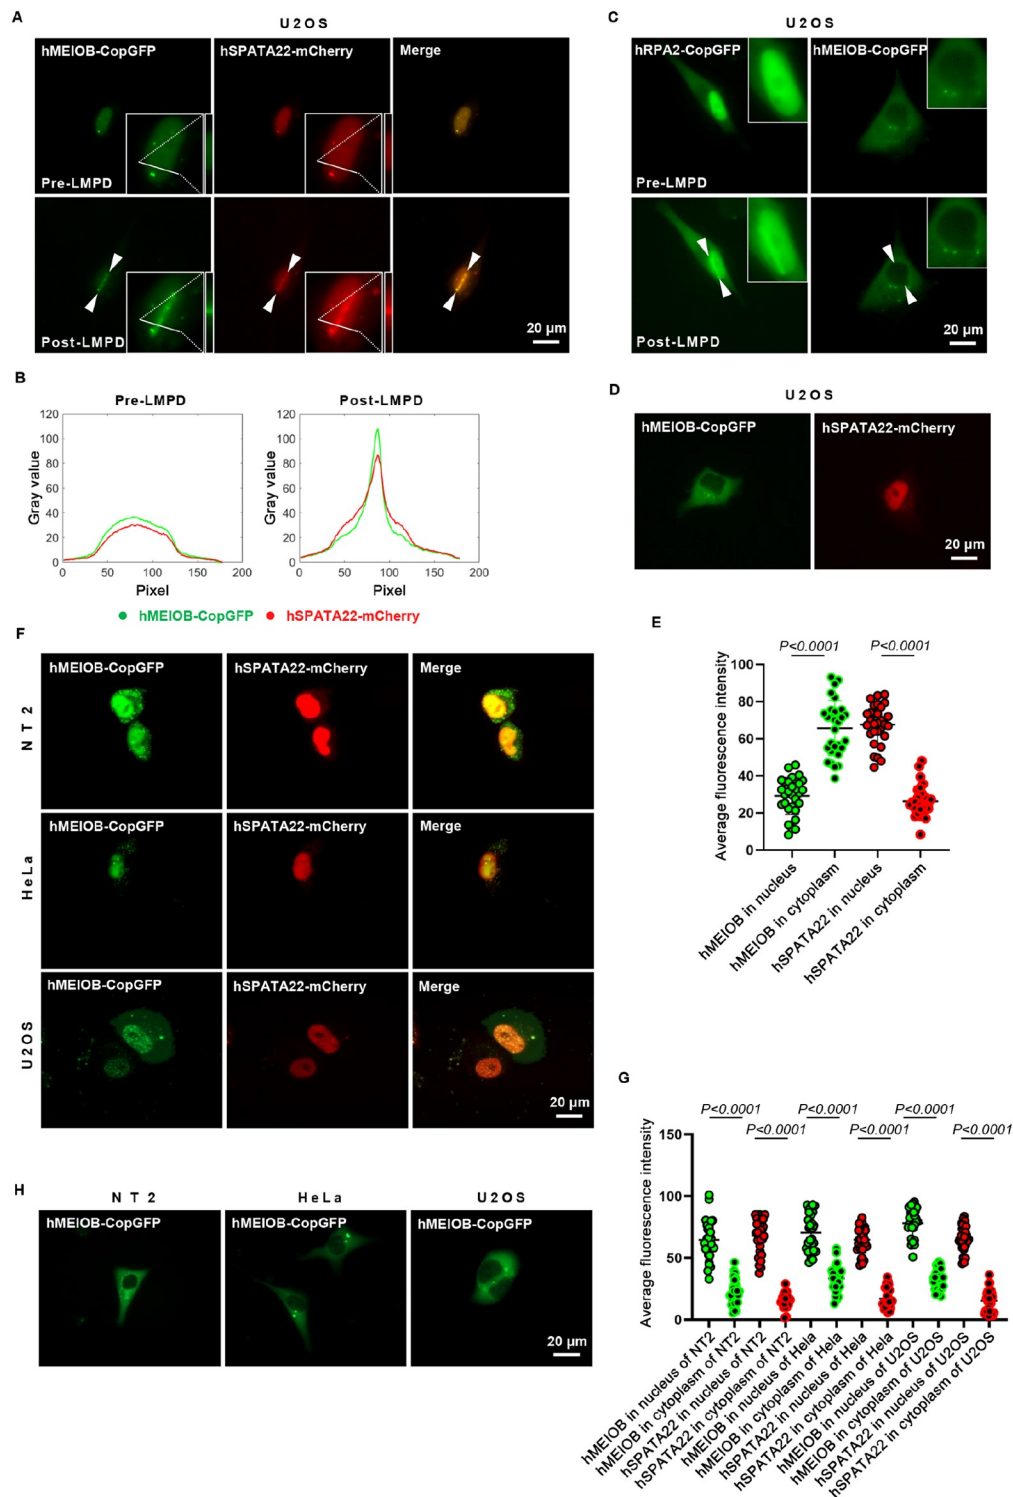 A
U2OS
hMEIOB-CopGFP
hSPATA22-mCherry
Merge
Pre-LMPD
Post-LMPD
20 µm
B
Pre-LMPD
Post-LMPD
Gray value
120
100
80
60
40
20
0
0 50 100 150 200
Pixel
Gray value
120
100
80
60
40
20
0
0 50 100 150 200
Pixel
hMEIOB-CopGFP
hSPATA22-mCherry
C
U2OS
hRPA2-CopGFP
hMEIOB-CopGFP
Pre-LMPD
Post-LMPD
20 µm
D
U2OS
hMEIOB-CopGFP
hSPATA22-mCherry
20 µm
E
P<0.0001
P<0.0001
Average fluorescence intensity
100
80
60
40
20
0
hMEIOB in nucleus
hMEIOB in cytoplasm
hSPATA22 in nucleus
hSPATA22 in cytoplasm
F
NT2
hMEIOB-CopGFP
hSPATA22-mCherry
Merge
HeLa
hMEIOB-CopGFP
hSPATA22-mCherry
Merge
U2OS
hMEIOB-CopGFP
hSPATA22-mCherry
Merge
20 µm
G
P<0.0001
P<0.0001
P<0.0001
P<0.0001
P<0.0001
P<0.0001
Average fluorescence intensity
150
100
50
0
hMEIOB in nucleus of NT2
hMEIOB in cytoplasm of NT2
hSPATA22 in nucleus of NT2
hSPATA22 in cytoplasm of NT2
hMEIOB in nucleus of Hela
hMEIOB in cytoplasm of Hela
hSPATA22 in nucleus of Hela
hSPATA22 in cytoplasm of Hela
hMEIOB in nucleus of U2OS
hMEIOB in cytoplasm of U2OS
hSPATA22 in nucleus of U2OS
hSPATA22 in cytoplasm of U2OS
H
NT2
HeLa
U2OS
hMEIOB-CopGFP
hMEIOB-CopGFP
hMEIOB-CopGFP
20 µm